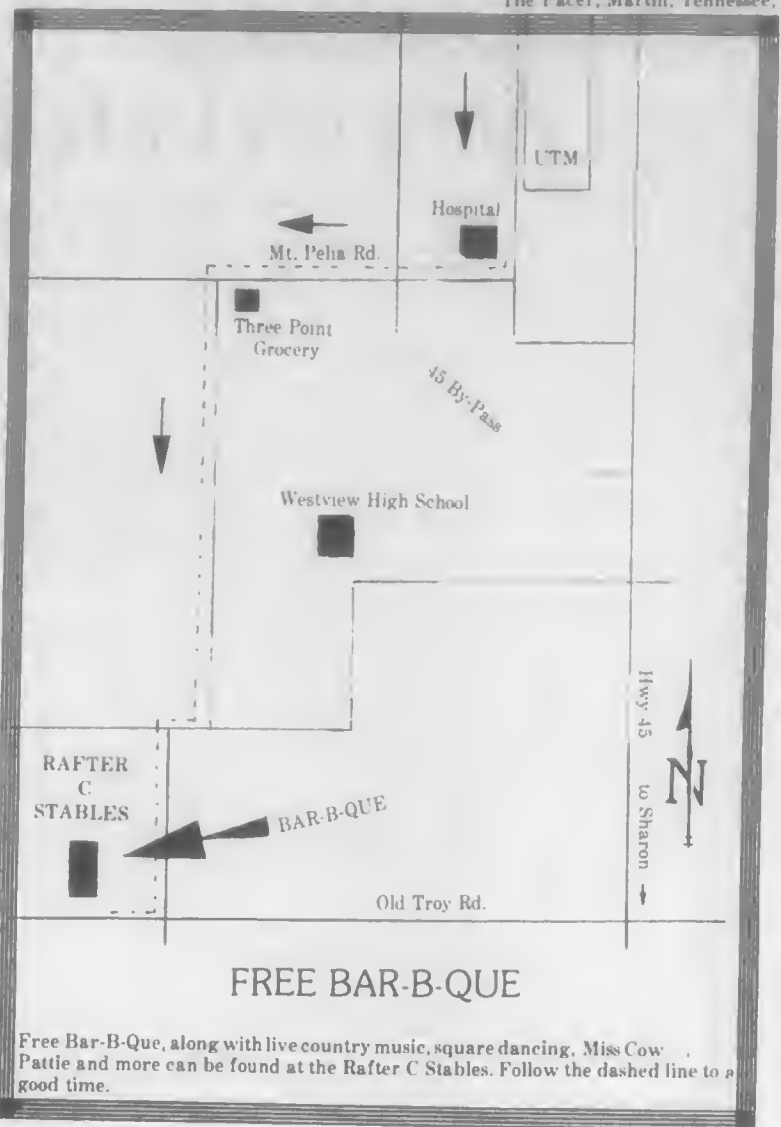 The Pacer, Martin, Tennessee,
UTM
Hospital
Mt. Pelia Rd.
Three Point
Grocery
45 By-Pass
Westview High School
Hwy 45 to Sharon
N
RAFTER
C
STABLES
BAR-B-QUE
Old Troy Rd.
FREE BAR-B-QUE
Free Bar-B-Que, along with live country music, square dancing, Miss Cow
Pattie and more can be found at the Rafter C Stables. Follow the dashed line to a
good time.